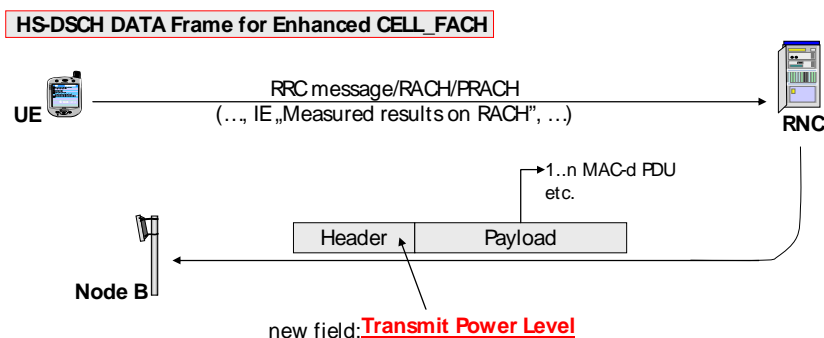 HS-DSCH DATA Frame for Enhanced CELL_FACH
RRC message/RACH/PRACH
UE
(…, IE „Measured results on RACH”, …)
RNC
1..n MAC-d PDU
etc.
Header
Payload
Node B
new field: Transmit Power Level